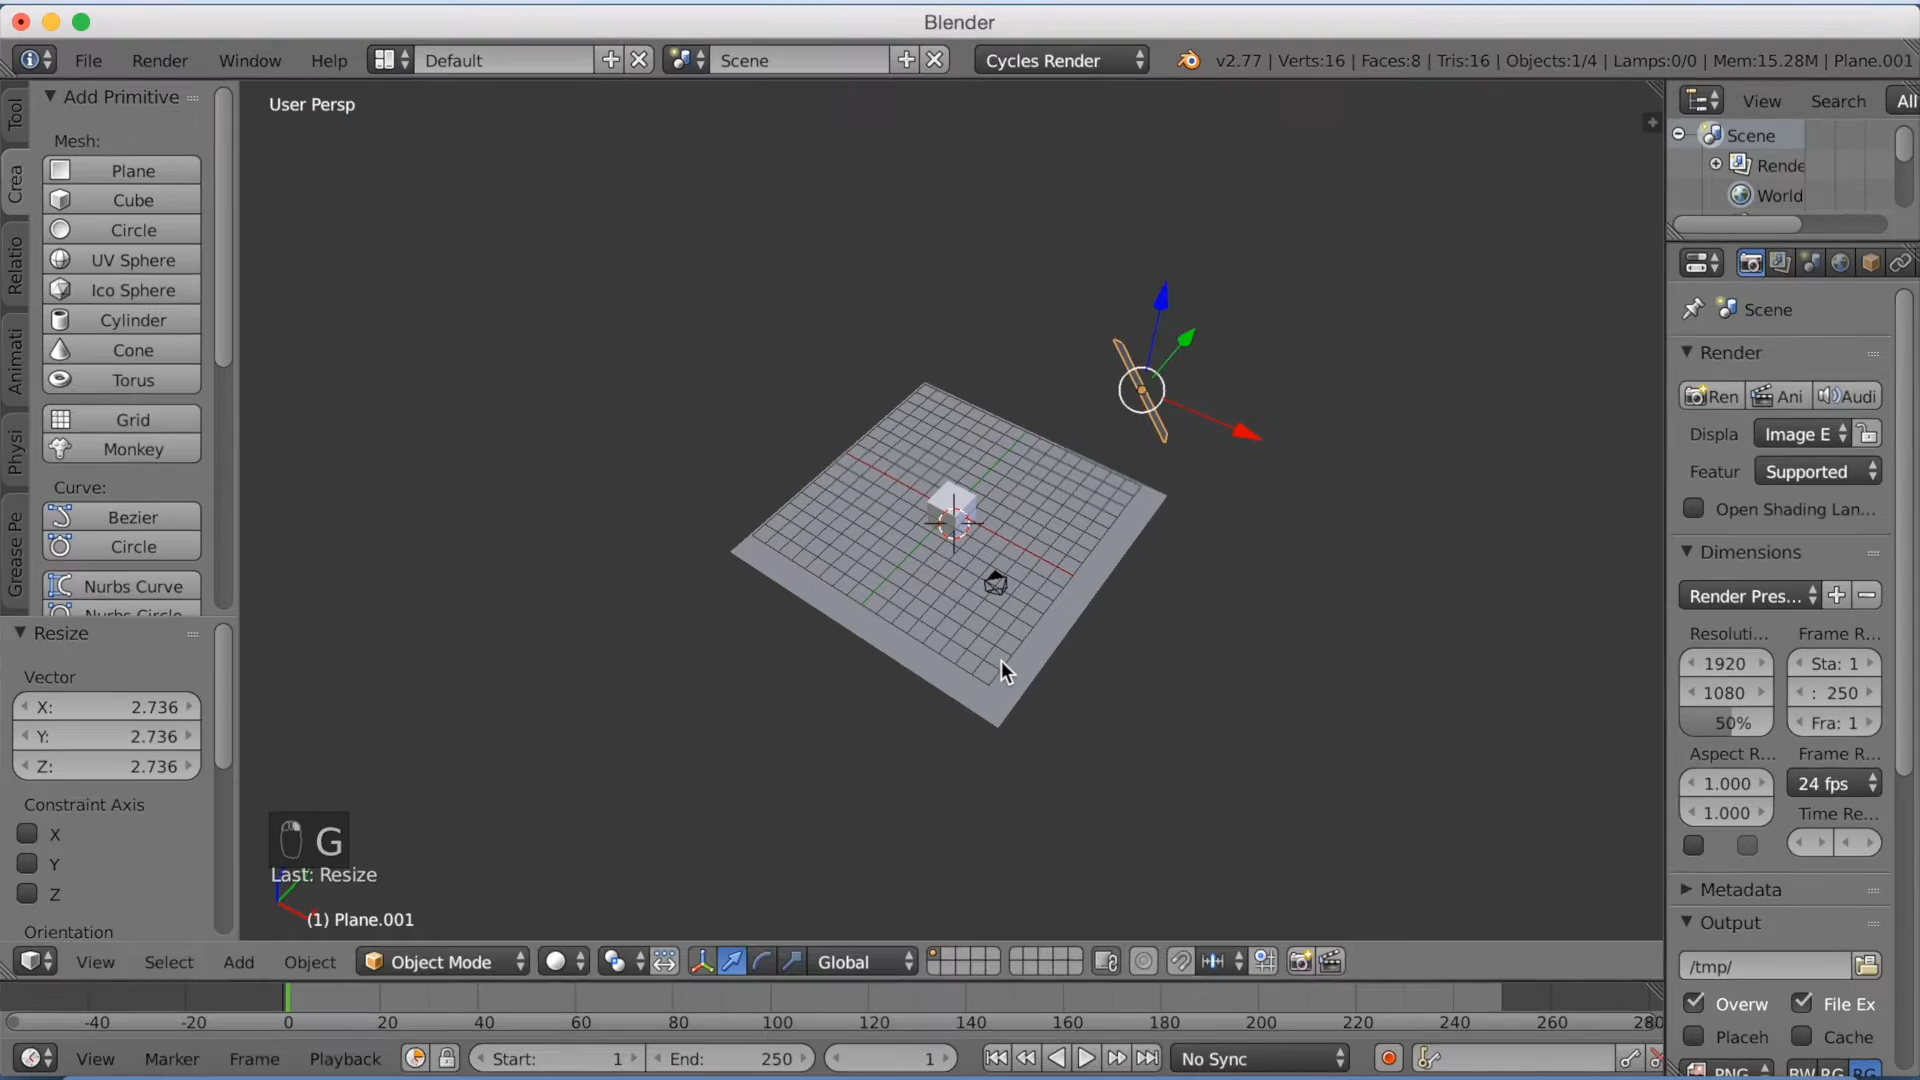 Blender
File Render Window Help Default Scene Cycles Render v2.77 | Verts:16 | Faces:8 | Tris:16 | Objects:1/4 | Lamps:0/0 | Mem:15.28M | Plane.001
Tool
Crea
Relatio
Animati
Physi
Grease Pe
Add Primitive
Mesh:
Plane
Cube
Circle
UV Sphere
Ico Sphere
Cylinder
Cone
Torus
Grid
Monkey
Curve:
Bezier
Circle
Nurbs Curve
Nurbs Circle
Resize
Vector
X: 2.736
Y: 2.736
Z: 2.736
Constraint Axis
X
Y
Z
Orientation
User Persp
G
Last: Resize
(1) Plane.001
View Search All
Scene
Rende
World
Scene
Render
Ren Ani Audi
Displa Image E
Featur Supported
Open Shading Lan...
Dimensions
Render Pres...
Resoluti... Frame R...
1920 Sta: 1
1080 : 250
50% Fra: 1
Aspect R... Frame R...
1.000 24 fps
1.000 Time Re...
Metadata
Output
/tmp/
Overw File Ex
Placeh Cache
PNG BW RG RG
View Select Add Object Object Mode Global
-40 -20 0 20 40 60 80 100 120 140 160 180 200 220 240 260 280
View Marker Frame Playback Start: 1 End: 250 1 No Sync